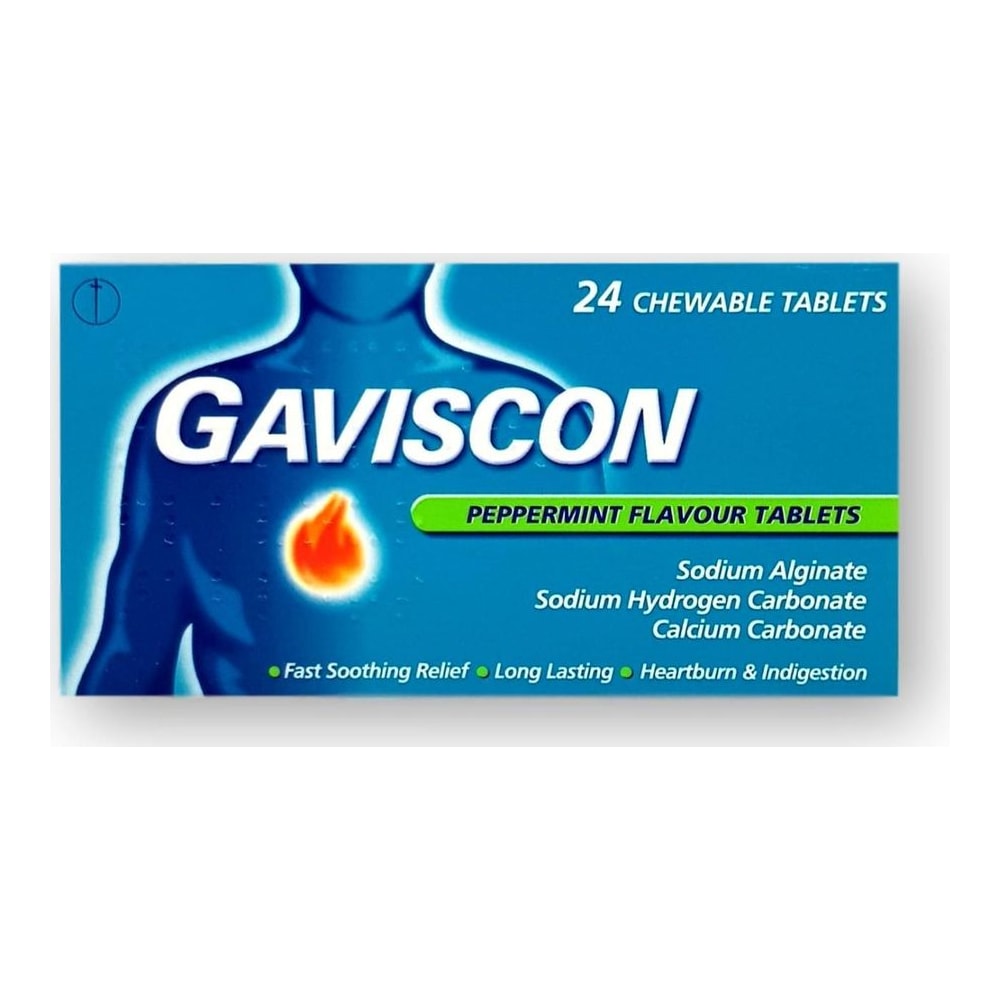 24 CHEWABLE TABLETS
GAVISCON
PEPPERMINT FLAVOUR TABLETS
Sodium Alginate
Sodium Hydrogen Carbonate
Calcium Carbonate
• Fast Soothing Relief • Long Lasting • Heartburn & Indigestion